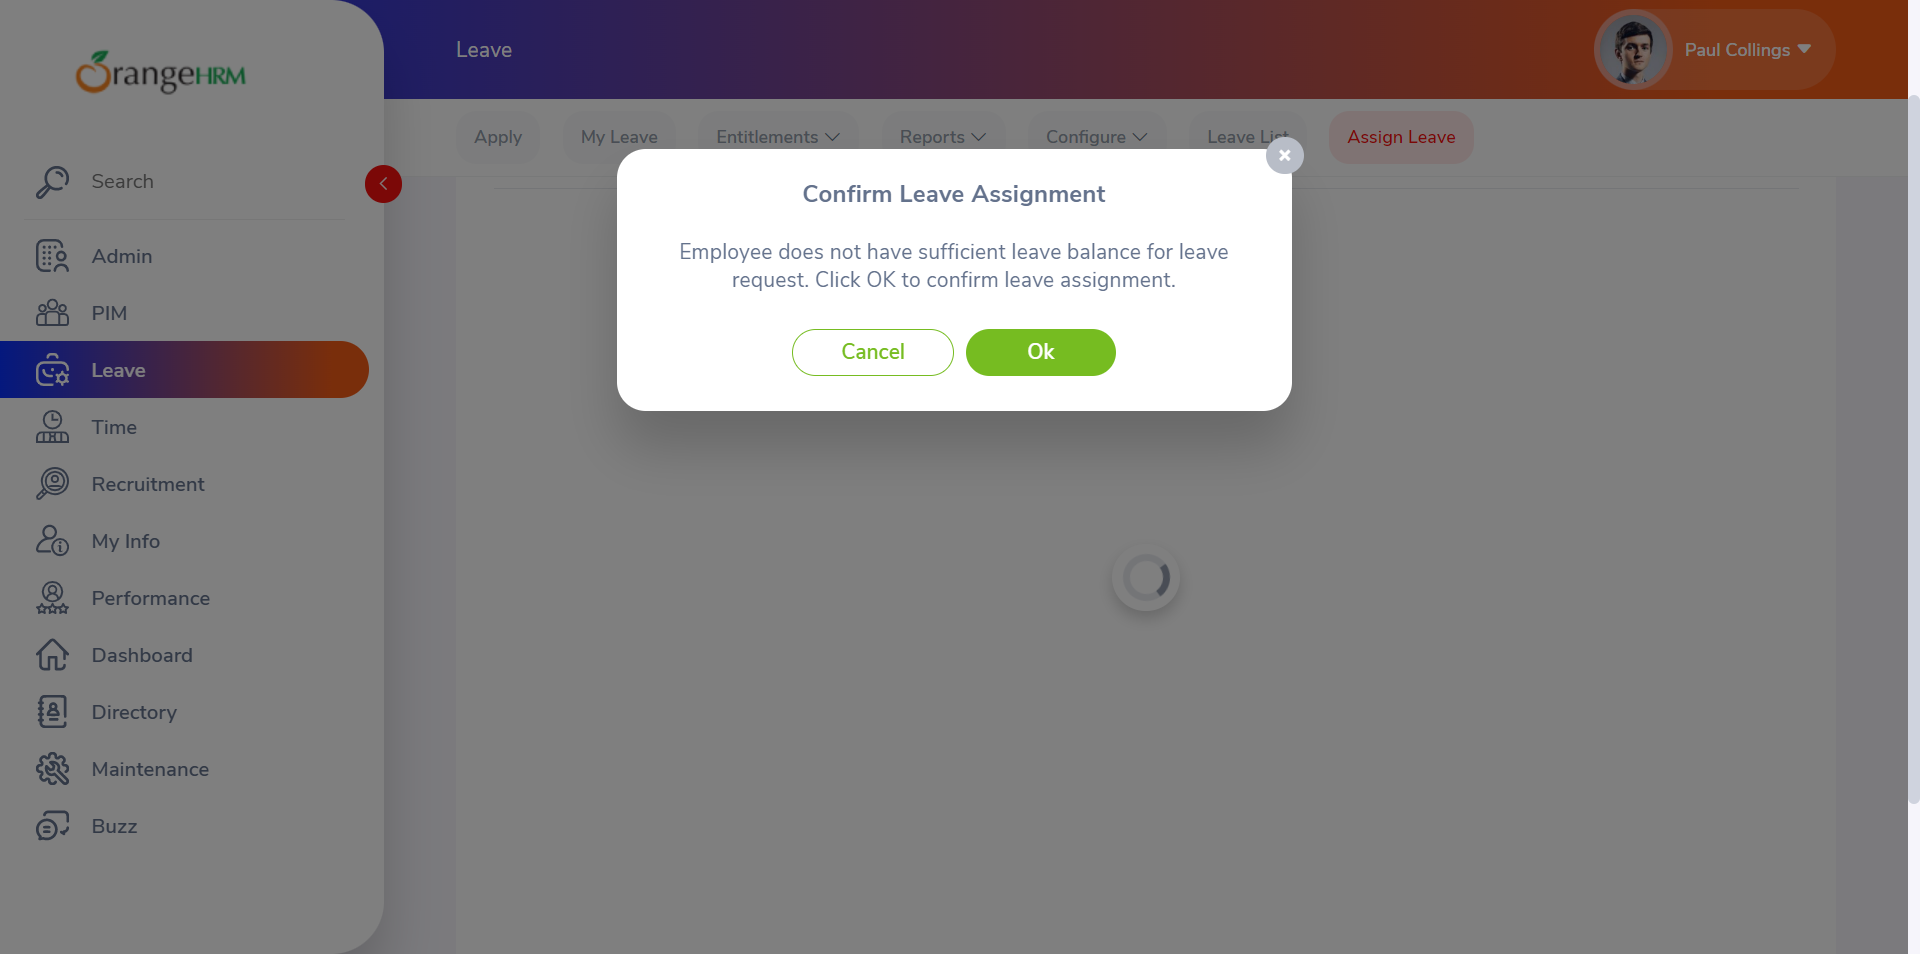 OrangeHRM
Leave
Paul Collings
Search
Admin
PIM
Leave
Time
Recruitment
My Info
Performance
Dashboard
Directory
Maintenance
Buzz
Apply
My Leave
Entitlements
Reports
Configure
Leave List
Assign Leave
Confirm Leave Assignment
Employee does not have sufficient leave balance for leave
request. Click OK to confirm leave assignment.
Cancel
Ok